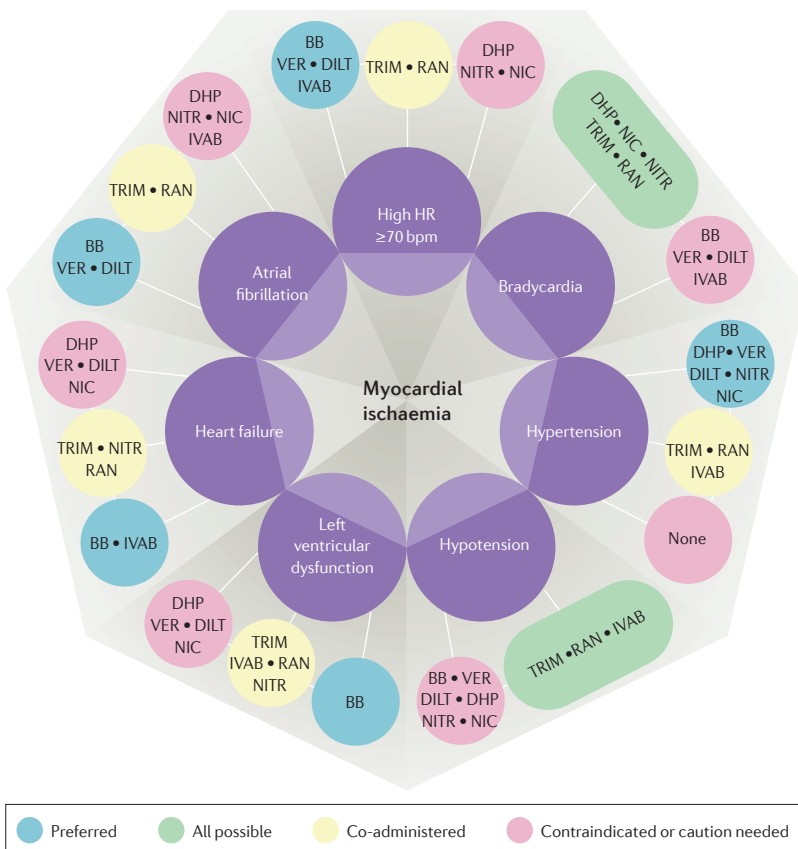 BB
VER • DILT
IVAB
TRIM • RAN
DHP
NITR • NIC
High HR
≥70 bpm
DHP • NIC • NITR
TRIM • RAN
BB
VER • DILT
IVAB
Bradycardia
BB
DHP • VER
DILT • NITR
NIC
TRIM • RAN
IVAB
None
Hypertension
TRIM • RAN • IVAB
BB • VER
DILT • DHP
NITR • NIC
Hypotension
BB
TRIM
IVAB • RAN
NITR
DHP
VER • DILT
NIC
Left
ventricular
dysfunction
BB • IVAB
TRIM • NITR
RAN
DHP
VER • DILT
NIC
Heart failure
BB
VER • DILT
TRIM • RAN
DHP
NITR • NIC
IVAB
Atrial
fibrillation
Myocardial
ischaemia
Preferred
All possible
Co-administered
Contraindicated or caution needed